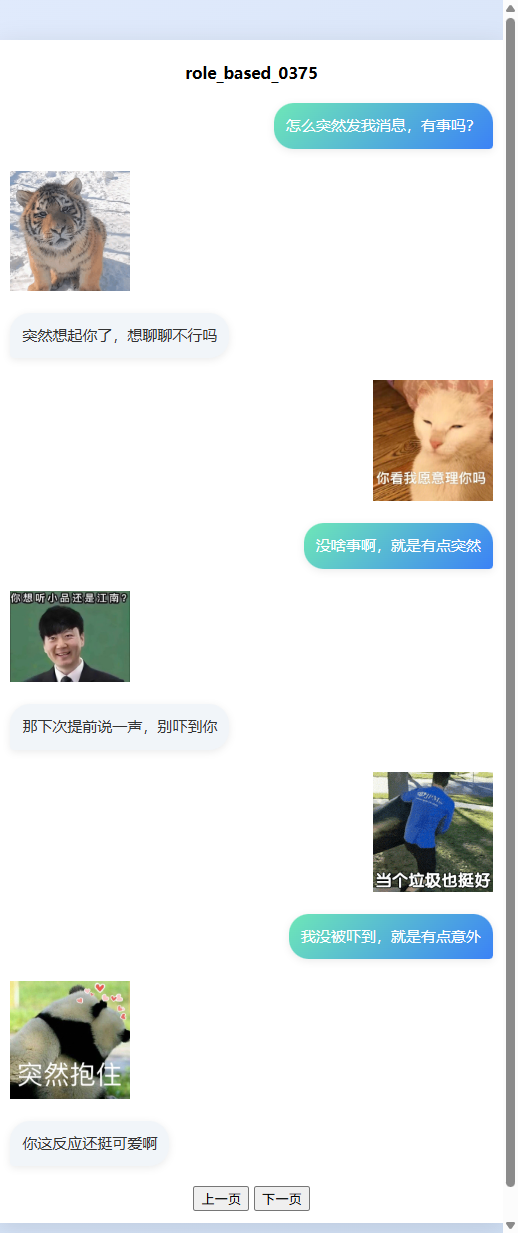 role_based_0375
怎么突然发我消息，有事吗？
突然想起你了，想聊聊不行吗
你看我愿意理你吗
没啥事啊，就是有点突然
你想听小品还是江南？
那下次提前说一声，别吓到你
当个垃圾也挺好
我没被吓到，就是有点意外
突然抱住
你这反应还挺可爱啊
上一页 下一页